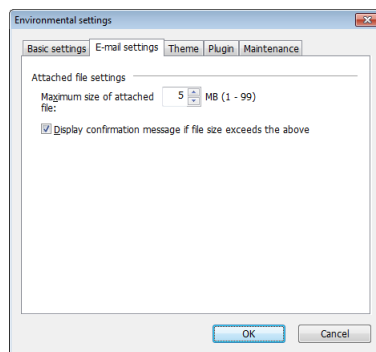 Environmental settings
Basic settings E-mail settings Theme Plugin Maintenance
Attached file settings
Maximum size of attached file: 5 MB (1 - 99)
Display confirmation message if file size exceeds the above
OK Cancel